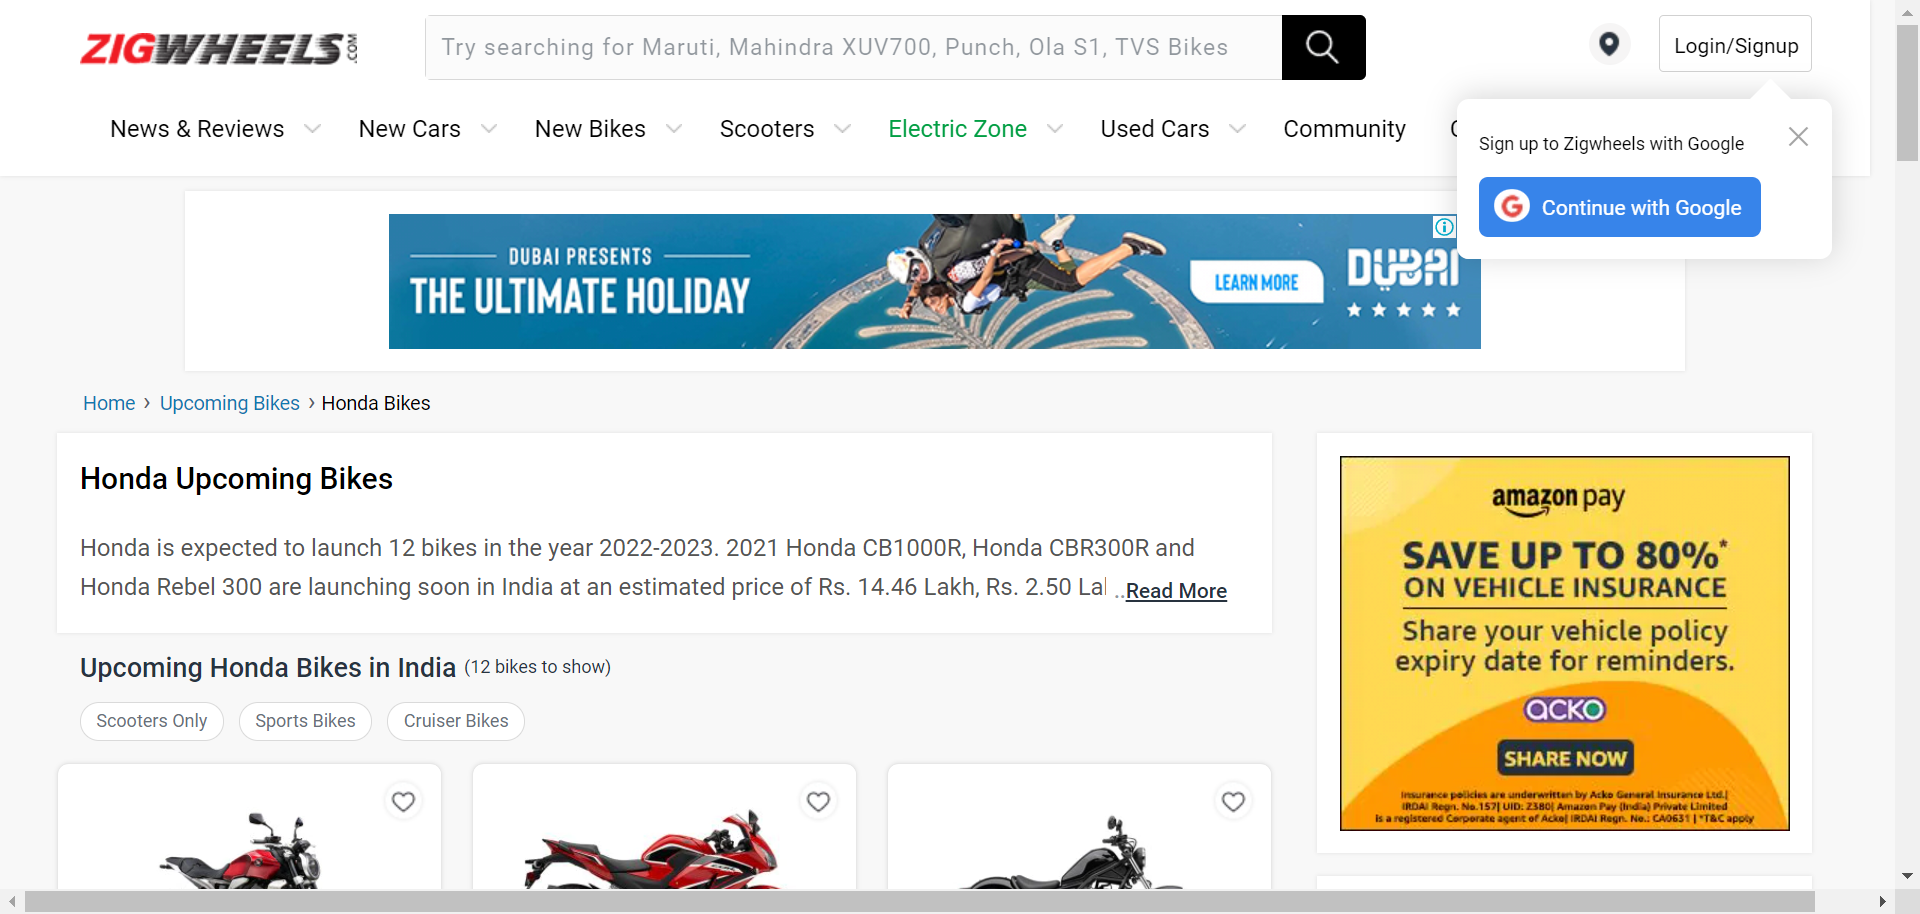 ZIGWHEELS.COM
Try searching for Maruti, Mahindra XUV700, Punch, Ola S1, TVS Bikes
Login/Signup
News & Reviews
New Cars
New Bikes
Scooters
Electric Zone
Used Cars
Community
Sign up to Zigwheels with Google
Continue with Google
DUBAI PRESENTS
THE ULTIMATE HOLIDAY
LEARN MORE
DUBAI
Home › Upcoming Bikes › Honda Bikes
Honda Upcoming Bikes
Honda is expected to launch 12 bikes in the year 2022-2023. 2021 Honda CB1000R, Honda CBR300R and
Honda Rebel 300 are launching soon in India at an estimated price of Rs. 14.46 Lakh, Rs. 2.50 Lal ..Read More
Upcoming Honda Bikes in India (12 bikes to show)
Scooters Only
Sports Bikes
Cruiser Bikes
amazon pay
SAVE UP TO 80%*
ON VEHICLE INSURANCE
Share your vehicle policy
expiry date for reminders.
acko
SHARE NOW
Insurance policies are underwritten by Acko General Insurance Ltd.|
IRDAI Regn. No.157| UID: 2380| Amazon Pay (India) Private Limited
is a registered Corporate agent of Acko| IRDAI Regn. No.: CA0631 | *T&C apply